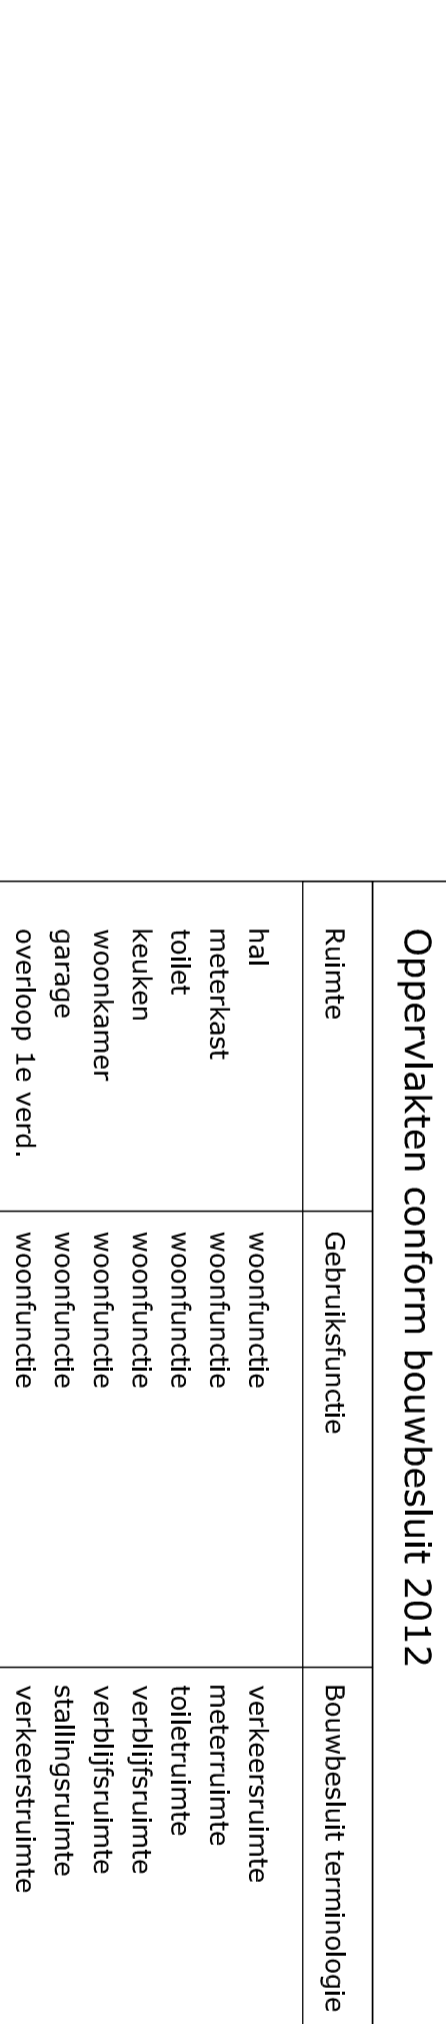 Oppervlakten conform bouwbesluit 2012
Ruimte Gebruiksfunctie Bouwbesluit terminologie
hal woonfunctie verkeersruimte
meterkast woonfunctie meterruimte
toilet woonfunctie toiletruimte
keuken woonfunctie verblijfsruimte
woonkamer woonfunctie verblijfsruimte
garage woonfunctie stallingsruimte
overloop 1e verd. woonfunctie verkeerstruimte